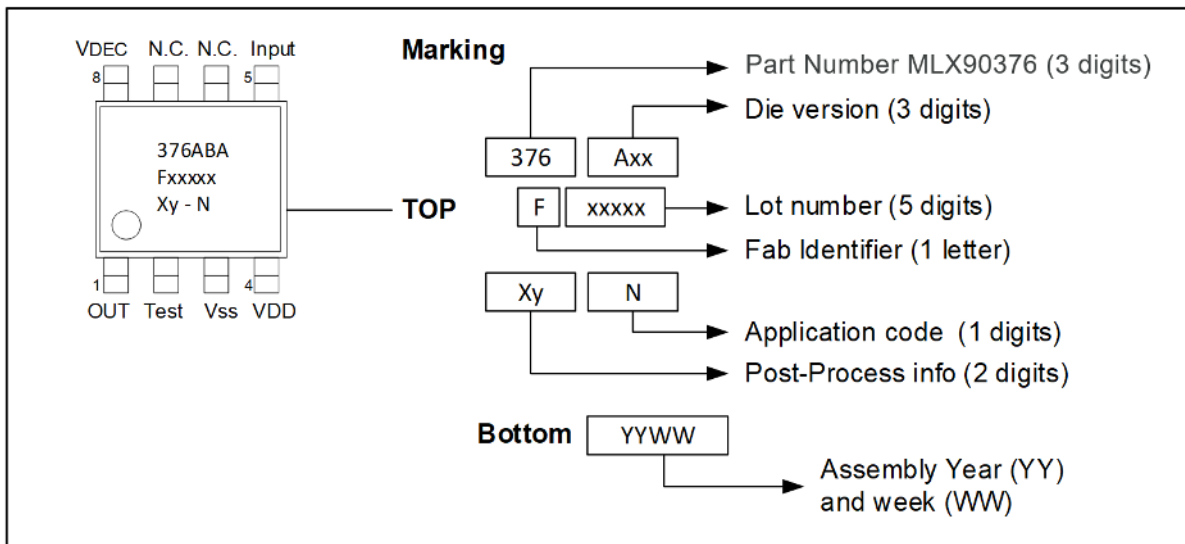 VDEC N.C. N.C. Input
8 5
376ABA
Fxxxxx
Xy - N
1 4
OUT Test Vss VDD
Marking
Part Number MLX90376 (3 digits)
Die version (3 digits)
376 Axx
TOP
F xxxxx
Lot number (5 digits)
Fab Identifier (1 letter)
Xy N
Application code (1 digits)
Post-Process info (2 digits)
Bottom YYWW
Assembly Year (YY)
and week (WW)